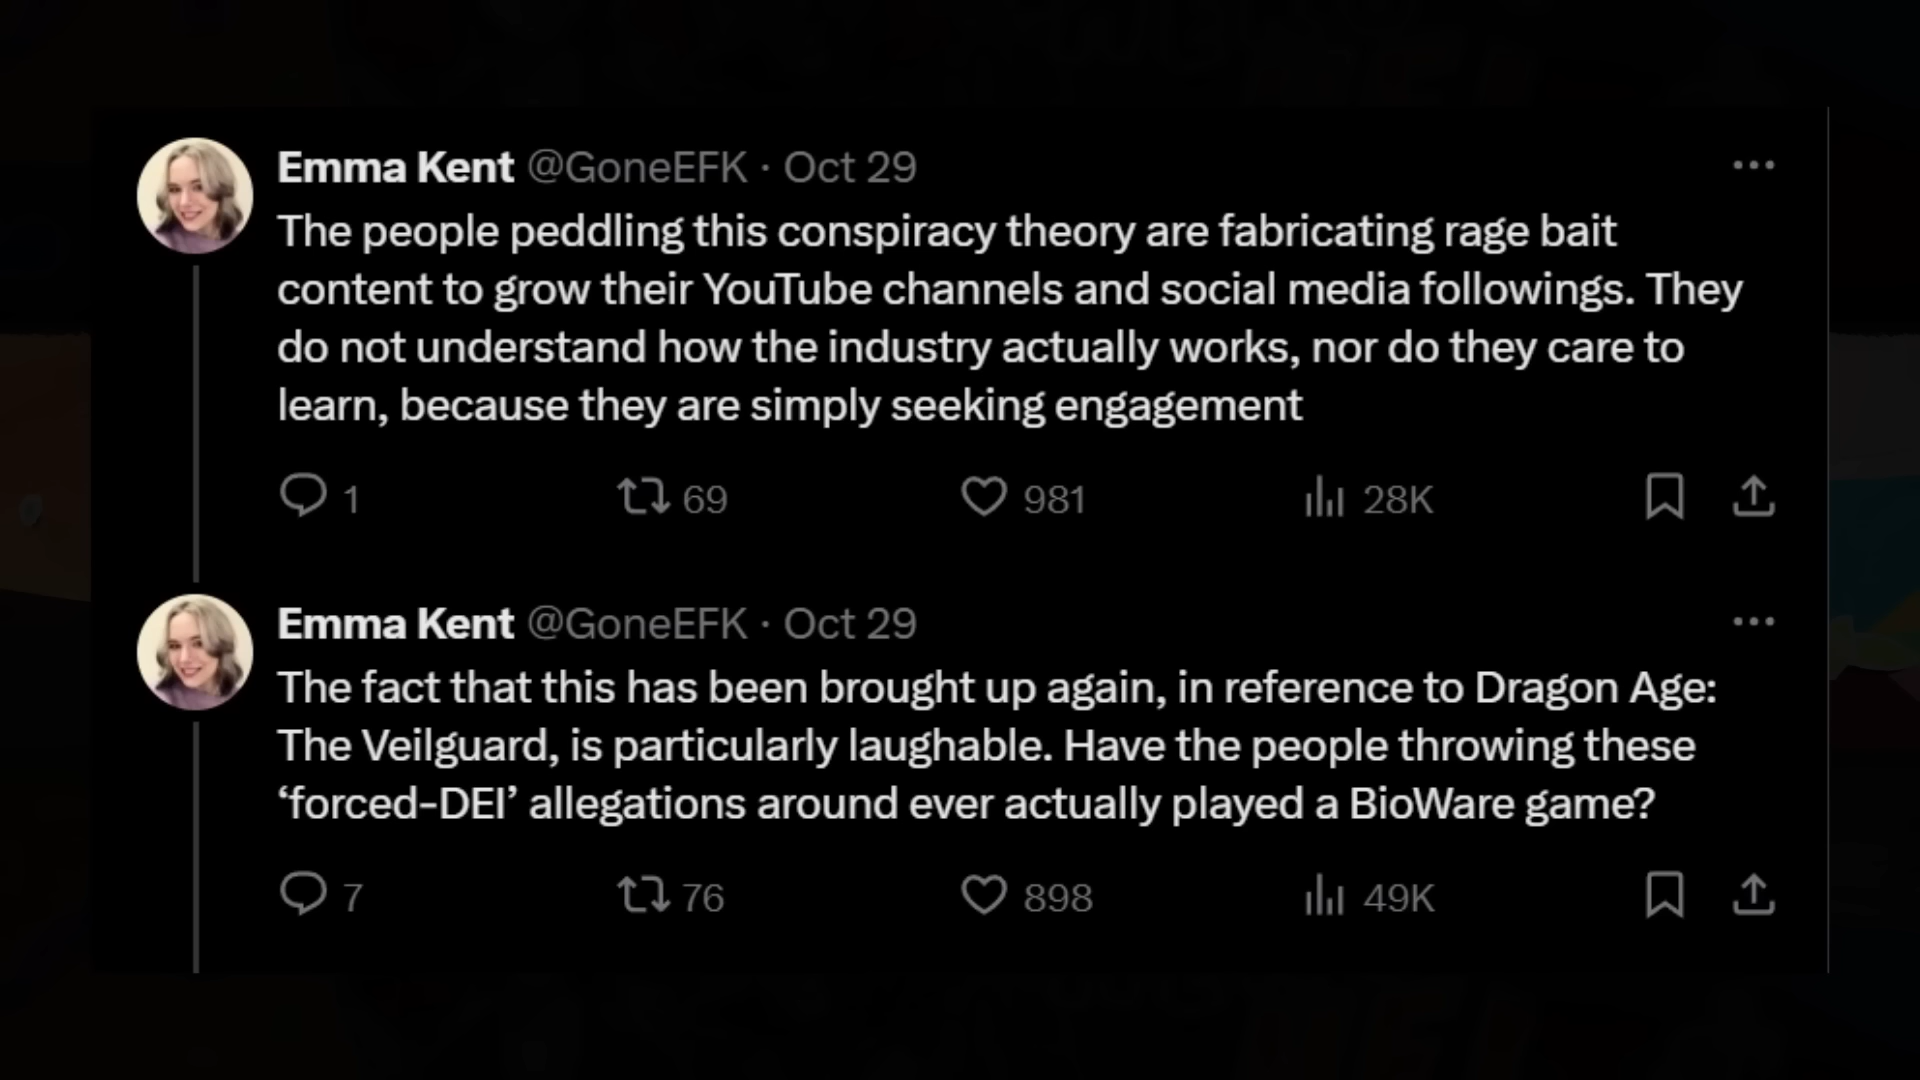 Emma Kent @GoneEFK · Oct 29
The people peddling this conspiracy theory are fabricating rage bait
content to grow their YouTube channels and social media followings. They
do not understand how the industry actually works, nor do they care to
learn, because they are simply seeking engagement
1 69 981 28K
Emma Kent @GoneEFK · Oct 29
The fact that this has been brought up again, in reference to Dragon Age:
The Veilguard, is particularly laughable. Have the people throwing these
‘forced-DEI’ allegations around ever actually played a BioWare game?
7 76 898 49K